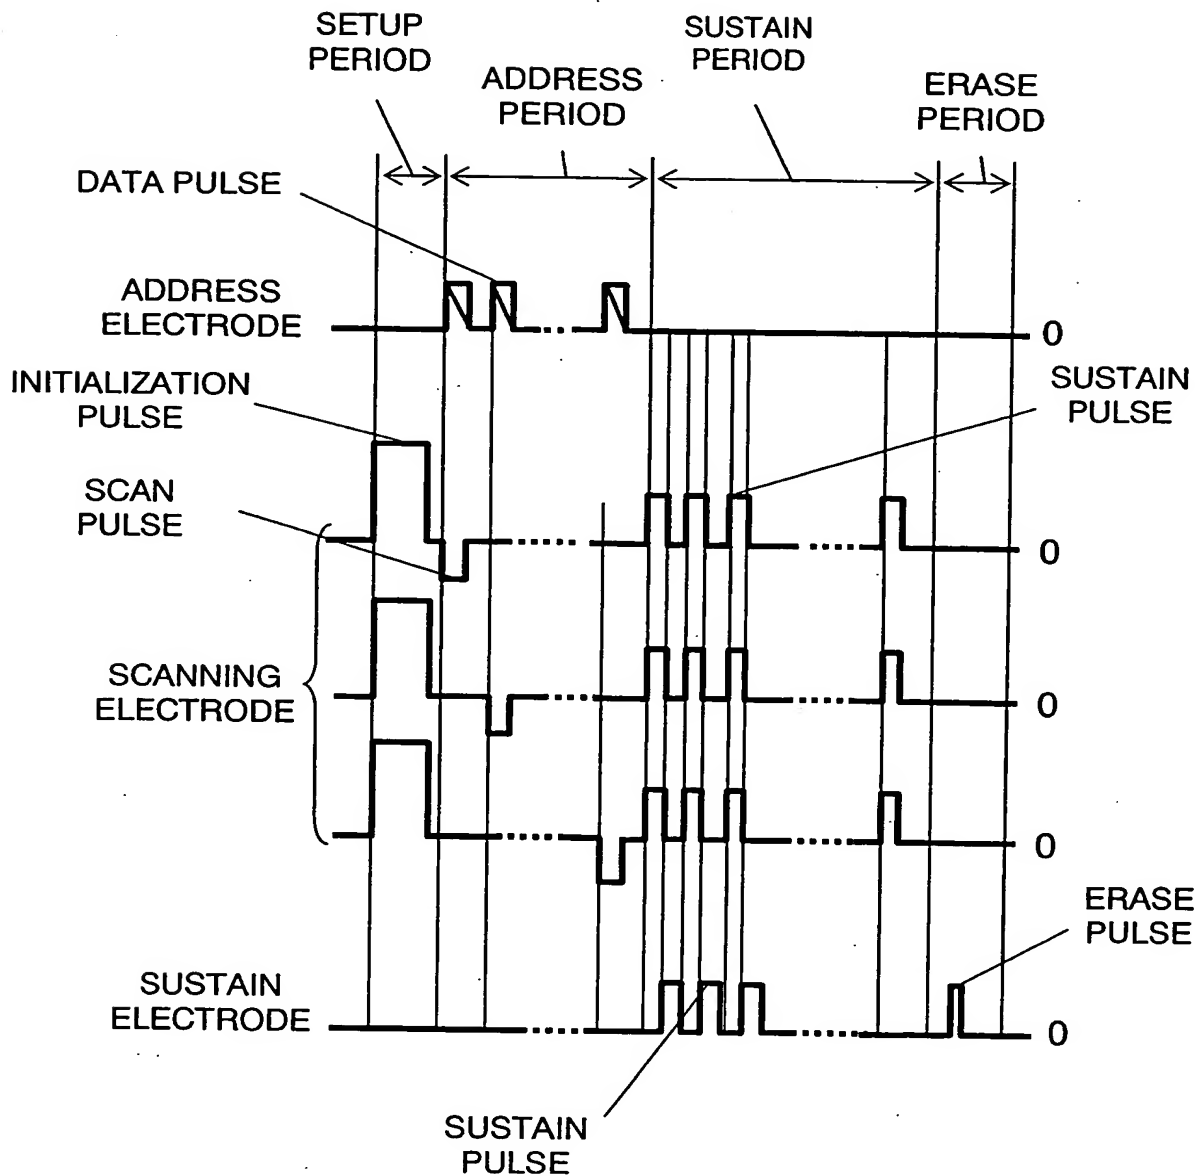 SETUP
PERIOD
ADDRESS
PERIOD
SUSTAIN
PERIOD
ERASE
PERIOD
DATA PULSE
ADDRESS
ELECTRODE
0
INITIALIZATION
PULSE
SUSTAIN
PULSE
SCAN
PULSE
0
SCANNING
ELECTRODE
0
0
ERASE
PULSE
SUSTAIN
ELECTRODE
0
SUSTAIN
PULSE